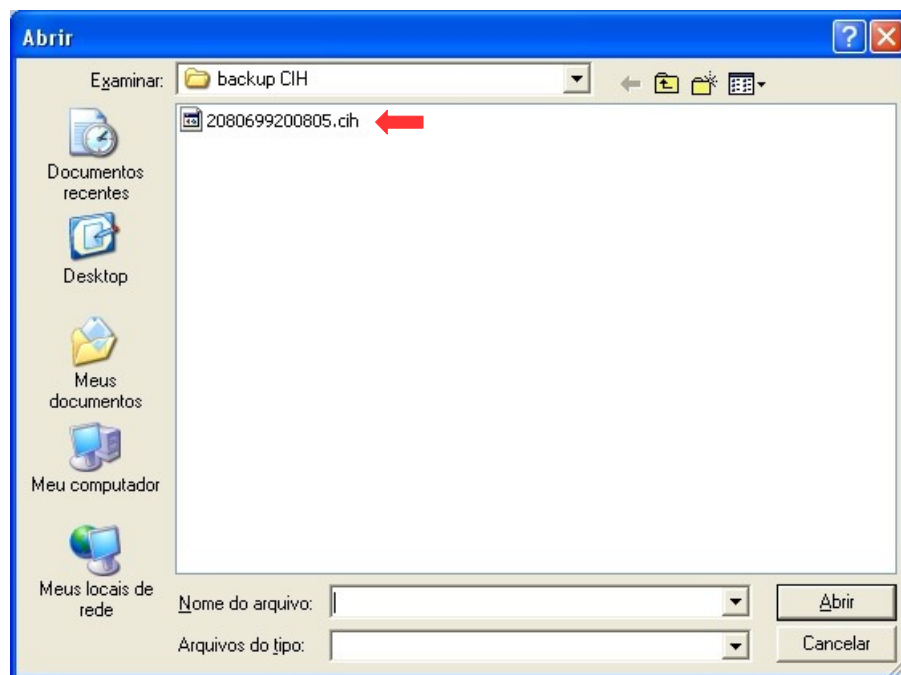 Abrir
Examinar:
backup CIH
2080699200805.cih
Documentos
recentes
Desktop
Meus
documentos
Meu computador
Meus locais de
rede
Nome do arquivo:
Abrir
Arquivos do tipo:
Cancelar